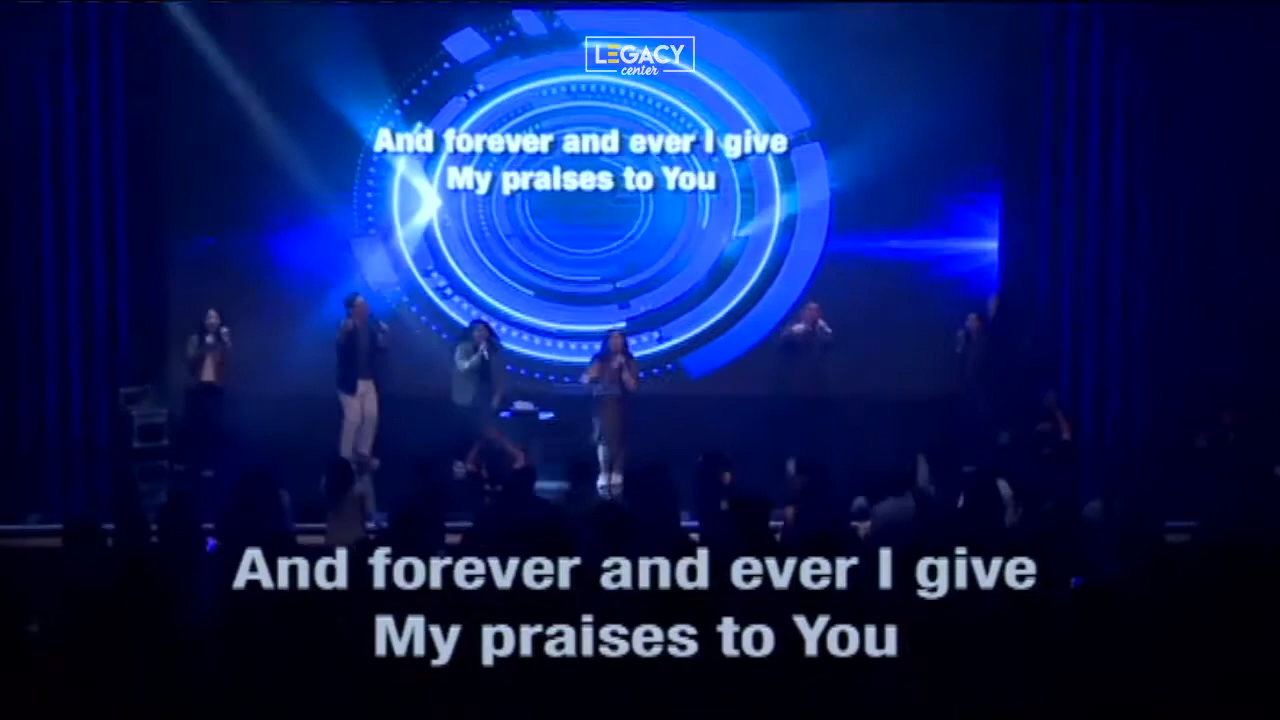 LEGACY
center
And forever and ever I give
My praises to You
And forever and ever I give
My praises to You